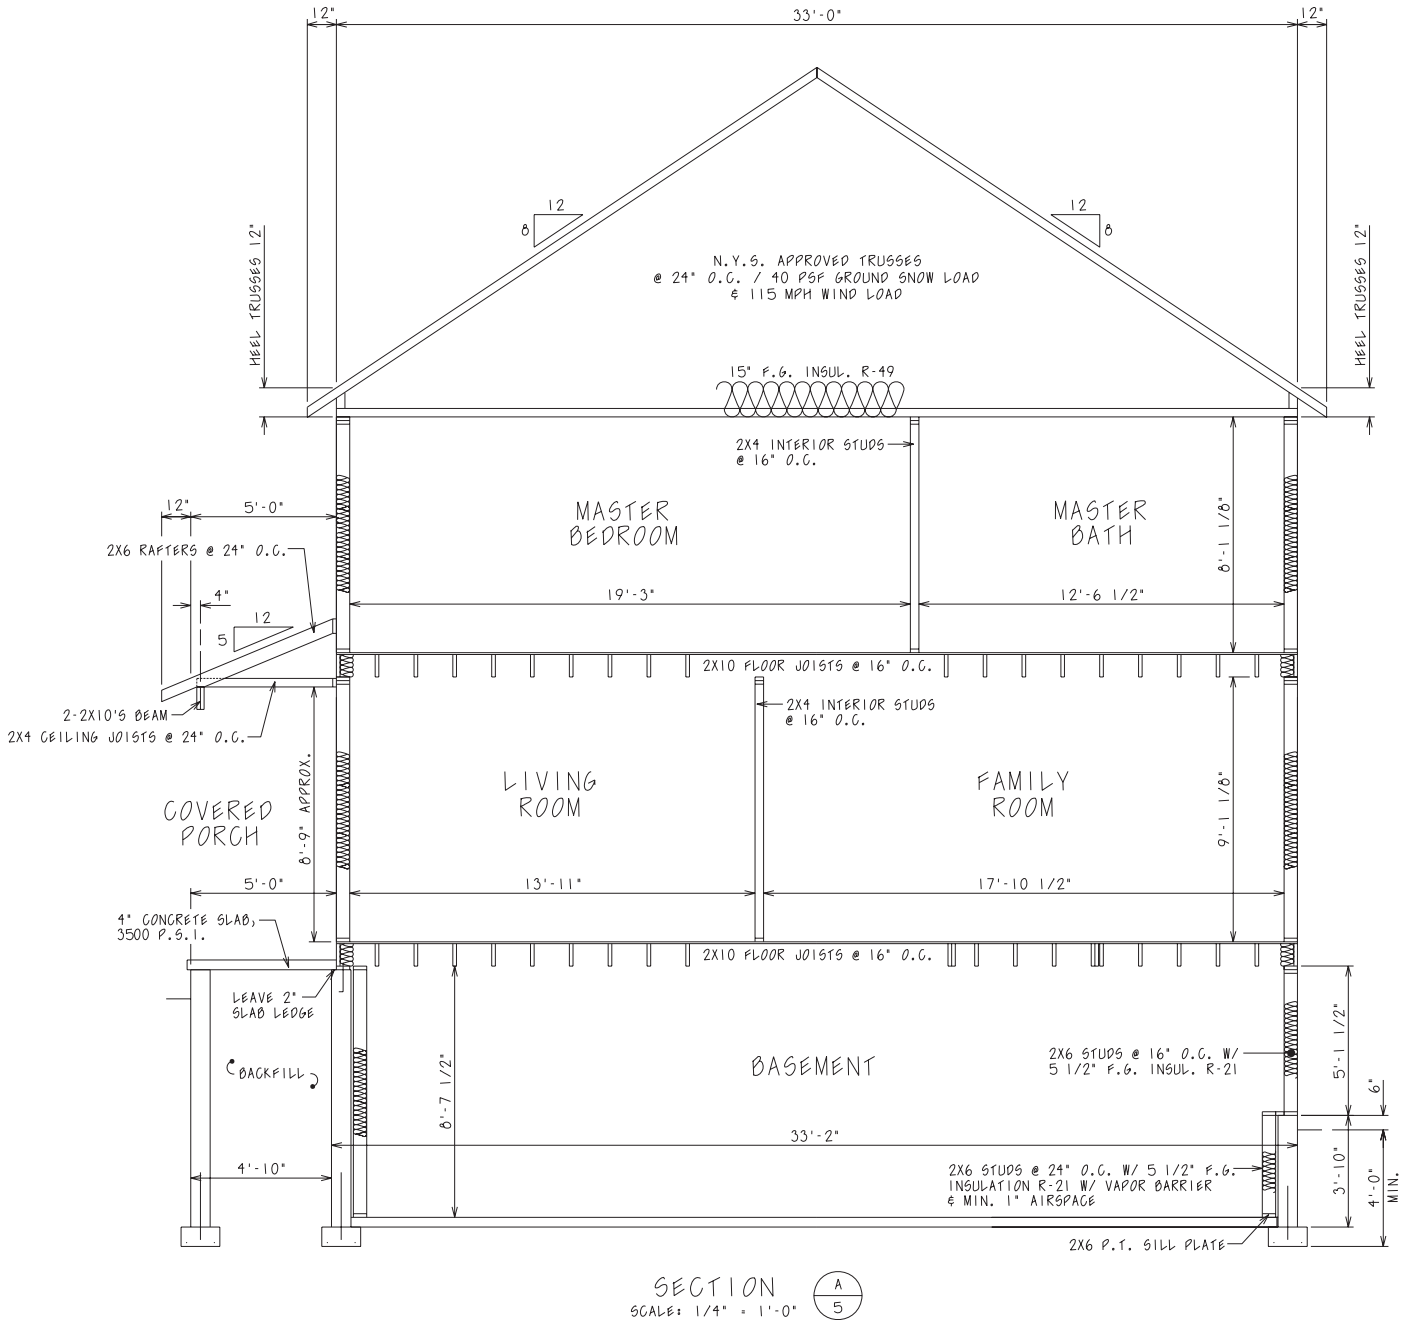 12"
33'-0"
12"
12
8
12
8
HEEL TRUSSES 12"
HEEL TRUSSES 12"
N.Y.S. APPROVED TRUSSES
@ 24" O.C. / 40 PSF GROUND SNOW LOAD
& 115 MPH WIND LOAD
15" F.G. INSUL. R-49
2X4 INTERIOR STUDS
@ 16" O.C.
MASTER
BEDROOM
MASTER
BATH
8'-1 1/8"
12"
5'-0"
2X6 RAFTERS @ 24" O.C.
4"
12
5
19'-3"
12'-6 1/2"
2X10 FLOOR JOISTS @ 16" O.C.
2-2X10'S BEAM
2X4 CEILING JOISTS @ 24" O.C.
2X4 INTERIOR STUDS
@ 16" O.C.
LIVING
ROOM
FAMILY
ROOM
9'-1 1/8"
COVERED
PORCH
8'-9" APPROX.
5'-0"
13'-11"
17'-10 1/2"
4" CONCRETE SLAB,
3500 P.S.I.
2X10 FLOOR JOISTS @ 16" O.C.
LEAVE 2"
SLAB LEDGE
BACKFILL
8'-7 1/2"
BASEMENT
2X6 STUDS @ 16" O.C. W/
5 1/2" F.G. INSUL. R-21
5'-1 1/2"
6"
33'-2"
4'-10"
2X6 STUDS @ 24" O.C. W/ 5 1/2" F.G.
INSULATION R-21 W/ VAPOR BARRIER
& MIN. 1" AIRSPACE
3'-10"
4'-0"
MIN.
2X6 P.T. SILL PLATE
SECTION
SCALE: 1/4" = 1'-0"
A
5